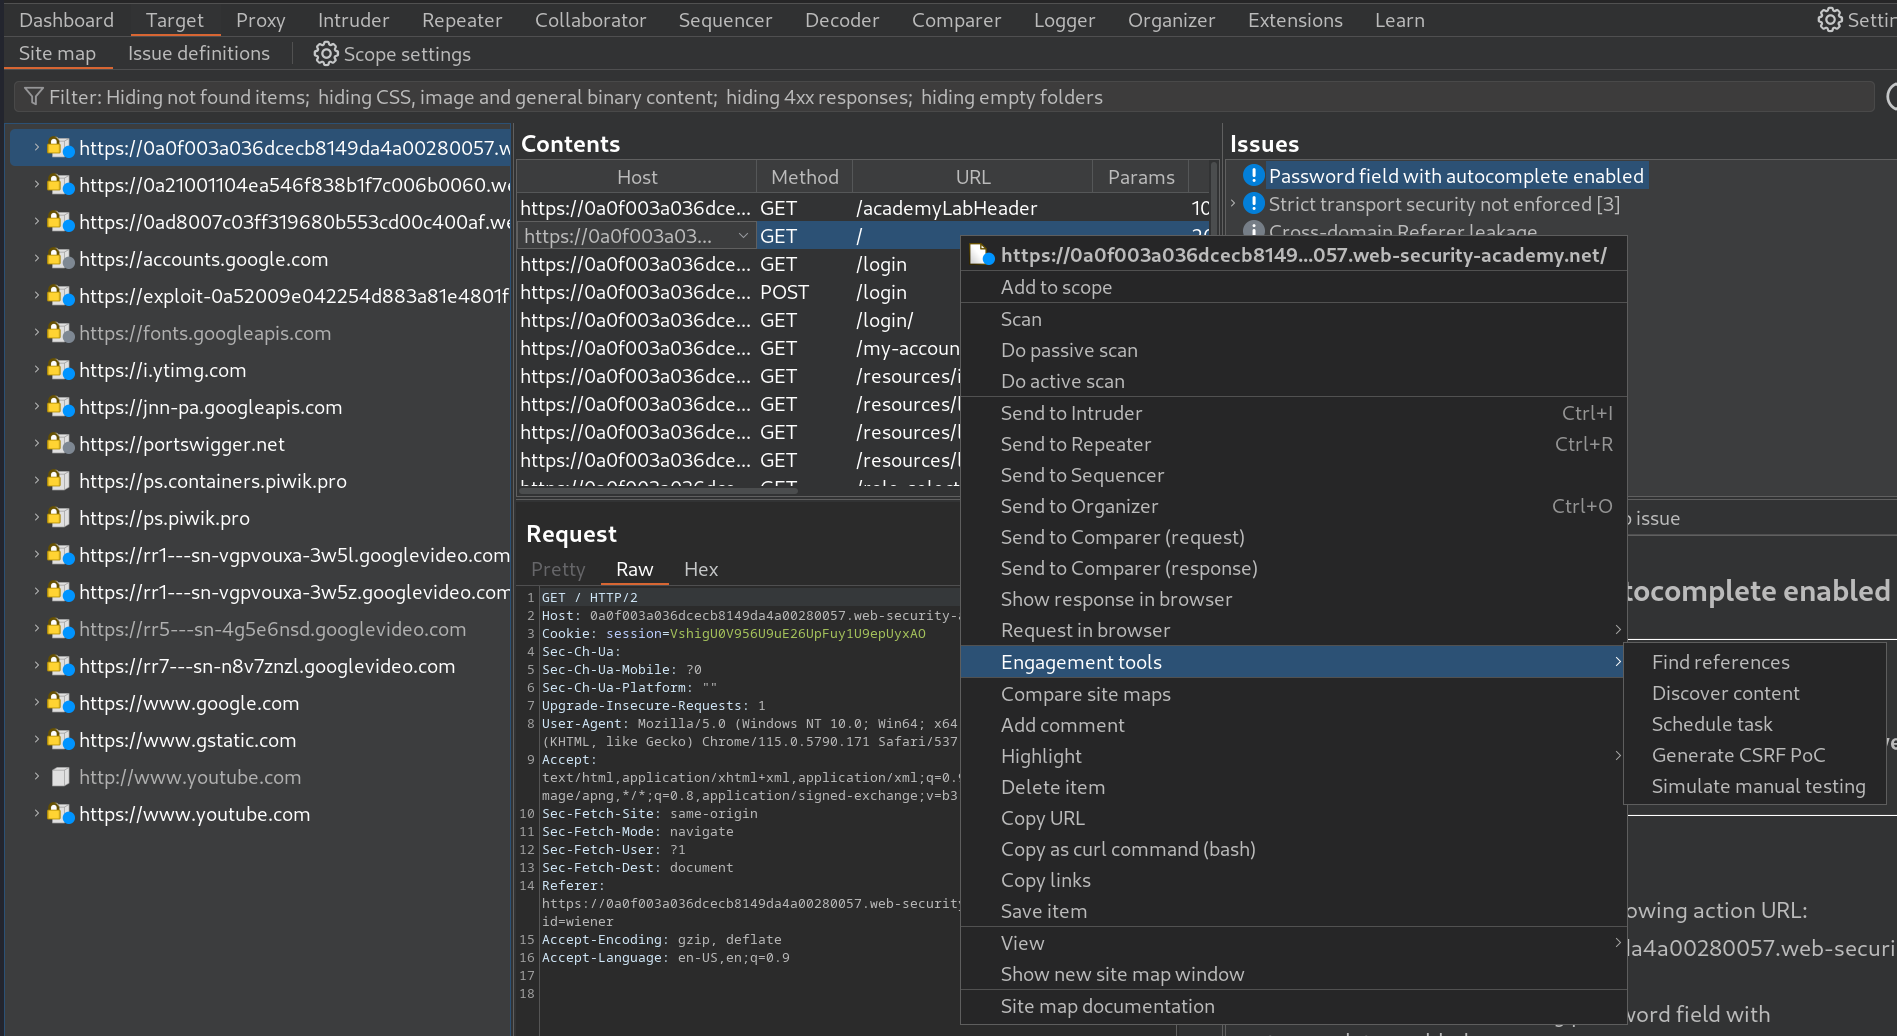 Dashboard Target Proxy Intruder Repeater Collaborator Sequencer Decoder Comparer Logger Organizer Extensions Learn
Site map Issue definitions Scope settings
Filter: Hiding not found items; hiding CSS, image and general binary content; hiding 4xx responses; hiding empty folders
https://0a0f003a036dcecb8149da4a00280057.w
https://0a21001104ea546f838b1f7c006b0060.we
https://0ad8007c03ff319680b553cd00c400af.we
https://accounts.google.com
https://exploit-0a52009e042254d883a81e4801f
https://fonts.googleapis.com
https://i.ytimg.com
https://jnn-pa.googleapis.com
https://portswigger.net
https://ps.containers.piwik.pro
https://ps.piwik.pro
https://rr1---sn-vgpvouxa-3w5l.googlevideo.com
https://rr1---sn-vgpvouxa-3w5z.googlevideo.com
https://rr5---sn-4g5e6nsd.googlevideo.com
https://rr7---sn-n8v7znzl.googlevideo.com
https://www.google.com
https://www.gstatic.com
http://www.youtube.com
https://www.youtube.com
Contents
Host Method URL Params
https://0a0f003a036dce... GET /academyLabHeader 10
https://0a0f003a03... GET /
https://0a0f003a036dce... GET /login
https://0a0f003a036dce... POST /login
https://0a0f003a036dce... GET /login/
https://0a0f003a036dce... GET /my-accoun
https://0a0f003a036dce... GET /resources/i
https://0a0f003a036dce... GET /resources/l
https://0a0f003a036dce... GET /resources/l
https://0a0f003a036dce... GET /resources/l
Issues
Password field with autocomplete enabled
Strict transport security not enforced [3]
Cross-domain Referer leakage
https://0a0f003a036dcecb8149...057.web-security-academy.net/
Add to scope
Scan
Do passive scan
Do active scan
Send to Intruder Ctrl+I
Send to Repeater Ctrl+R
Send to Sequencer
Send to Organizer Ctrl+O
Send to Comparer (request)
Send to Comparer (response)
Show response in browser
Request in browser
Engagement tools
Compare site maps
Add comment
Highlight
Delete item
Copy URL
Copy as curl command (bash)
Copy links
Save item
View
Show new site map window
Site map documentation
Find references
Discover content
Schedule task
Generate CSRF PoC
Simulate manual testing
Request
Pretty Raw Hex
1 GET / HTTP/2
2 Host: 0a0f003a036dcecb8149da4a00280057.web-security-a
3 Cookie: session=VshigU0V956U9uE26UpFuy1U9epUyxAO
4 Sec-Ch-Ua:
5 Sec-Ch-Ua-Mobile: ?0
6 Sec-Ch-Ua-Platform: ""
7 Upgrade-Insecure-Requests: 1
8 User-Agent: Mozilla/5.0 (Windows NT 10.0; Win64; x64
(KHTML, like Gecko) Chrome/115.0.5790.171 Safari/537
9 Accept:
text/html,application/xhtml+xml,application/xml;q=0.9
mage/apng,*/*;q=0.8,application/signed-exchange;v=b3
10 Sec-Fetch-Site: same-origin
11 Sec-Fetch-Mode: navigate
12 Sec-Fetch-User: ?1
13 Sec-Fetch-Dest: document
14 Referer:
https://0a0f003a036dcecb8149da4a00280057.web-security
id=wiener
15 Accept-Encoding: gzip, deflate
16 Accept-Language: en-US,en;q=0.9
17
18
issue
tocomplete enabled
owing action URL:
da4a00280057.web-securi
word field with